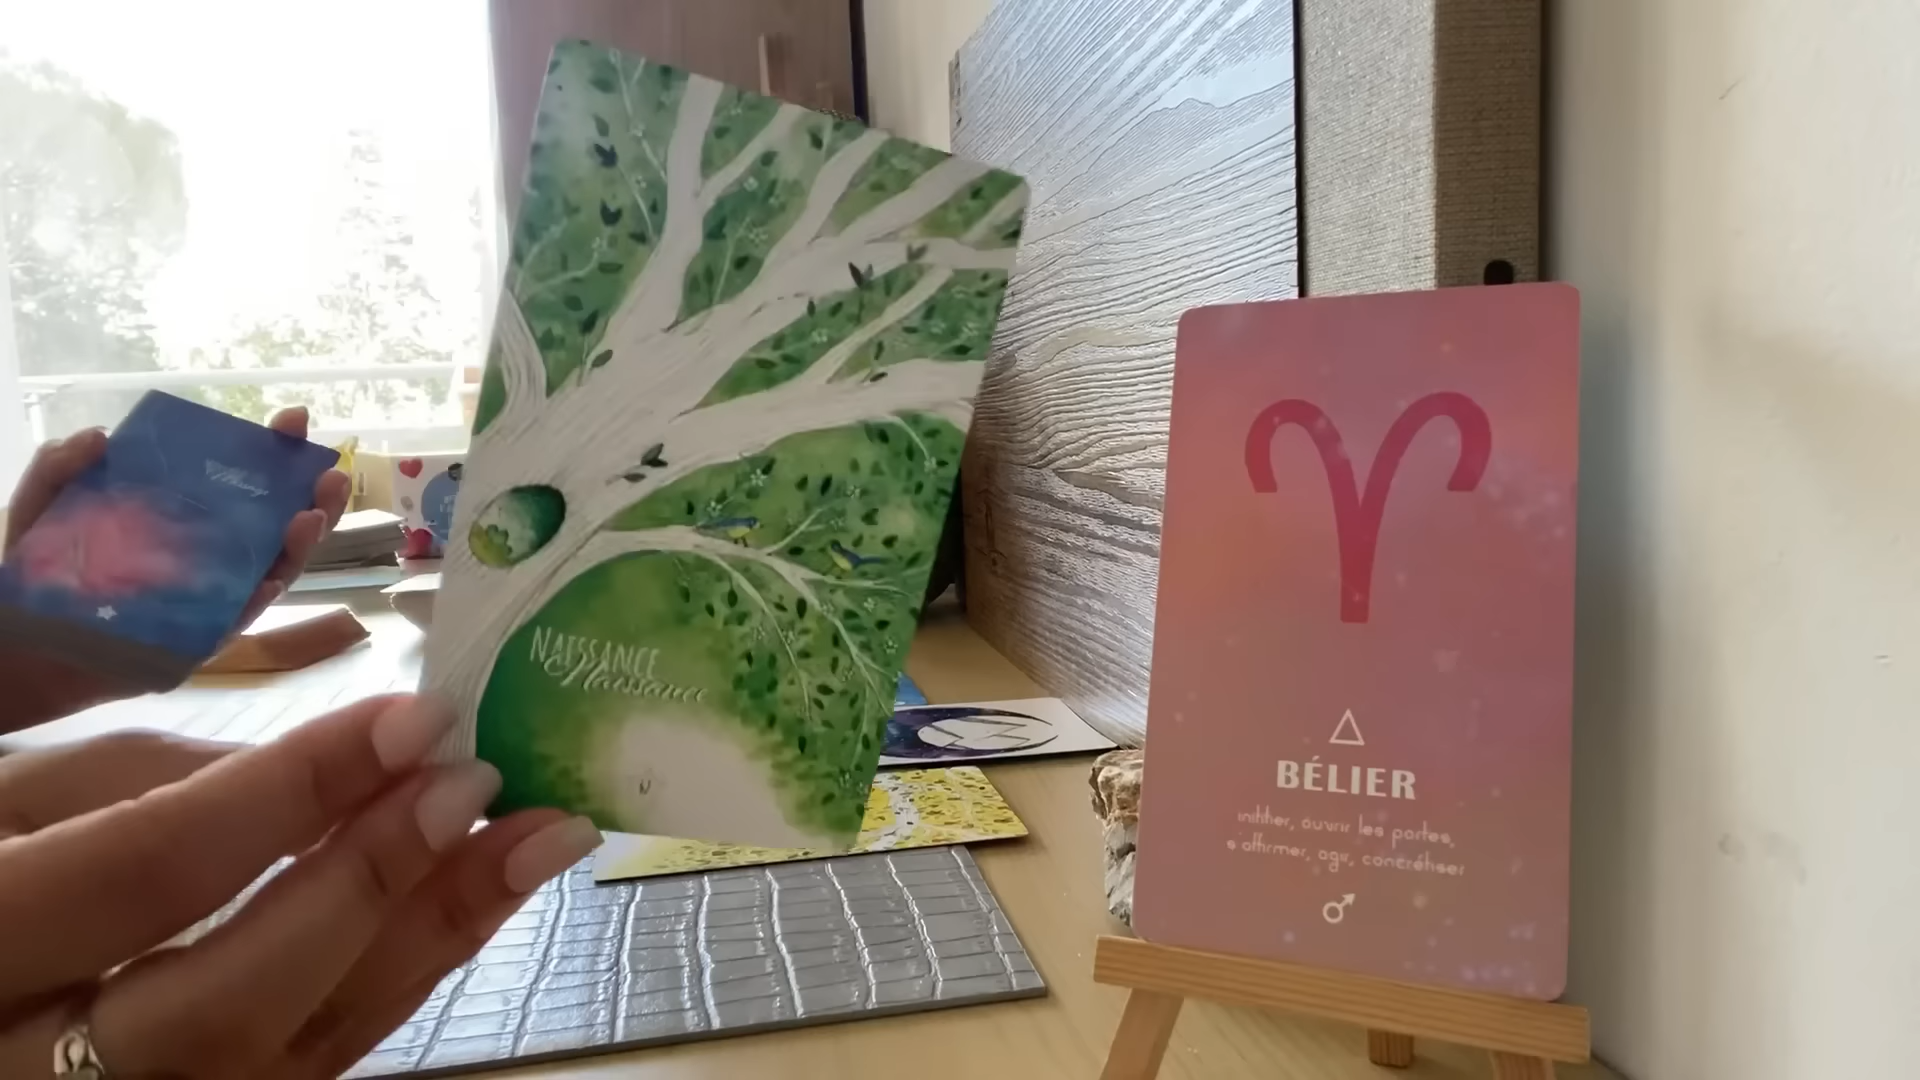 NAISSANCE
Naissance
N
BÉLIER
initier, ouvrir les portes,
s'affirmer, agir, concrétiser